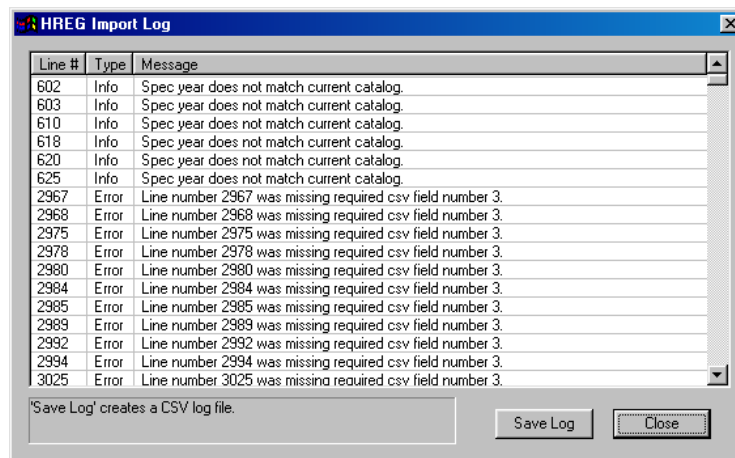 HREG Import Log
Line # Type Message
602 Info Spec year does not match current catalog.
603 Info Spec year does not match current catalog.
610 Info Spec year does not match current catalog.
618 Info Spec year does not match current catalog.
620 Info Spec year does not match current catalog.
625 Info Spec year does not match current catalog.
2967 Error Line number 2967 was missing required csv field number 3.
2968 Error Line number 2968 was missing required csv field number 3.
2975 Error Line number 2975 was missing required csv field number 3.
2978 Error Line number 2978 was missing required csv field number 3.
2980 Error Line number 2980 was missing required csv field number 3.
2984 Error Line number 2984 was missing required csv field number 3.
2985 Error Line number 2985 was missing required csv field number 3.
2989 Error Line number 2989 was missing required csv field number 3.
2992 Error Line number 2992 was missing required csv field number 3.
2994 Error Line number 2994 was missing required csv field number 3.
3025 Error Line number 3025 was missing required csv field number 3.
'Save Log' creates a CSV log file.
Save Log Close